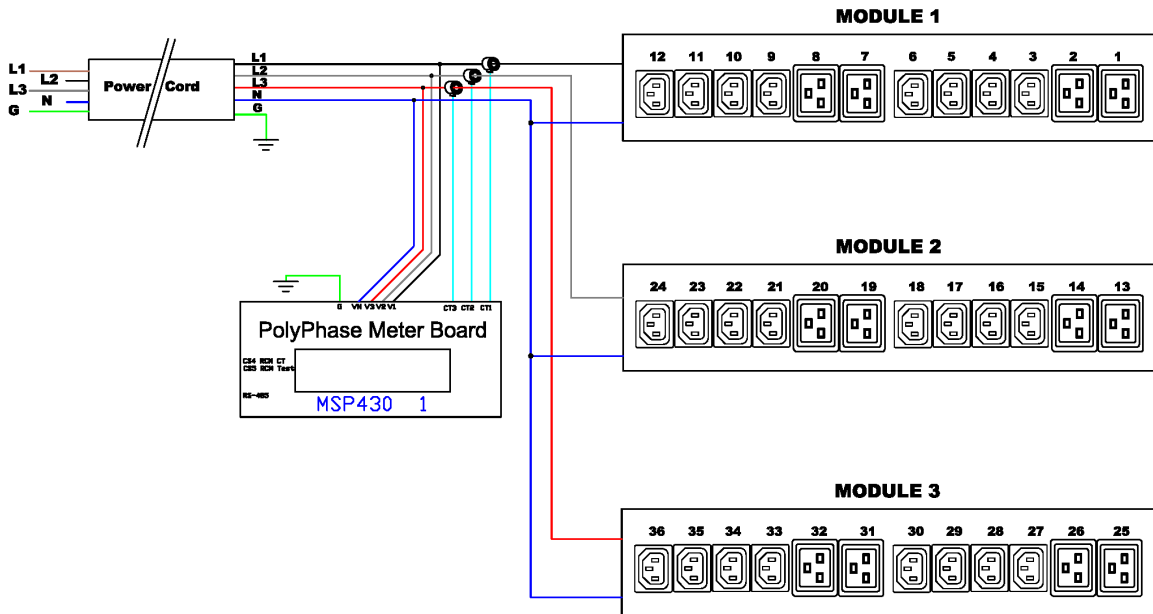 MODULE 1
12 11 10 9 8 7 6 5 4 3 2 1
L1
L2
L3
N
G
Power Cord
L1
L2
L3
N
G
MODULE 2
24 23 22 21 20 19 18 17 16 15 14 13
G VN V3 V2 V1 CT3 CT2 CT1
PolyPhase Meter Board
CS4 RCM CT
CS5 RCM Test
RS-485
MSP430 1
MODULE 3
36 35 34 33 32 31 30 29 28 27 26 25